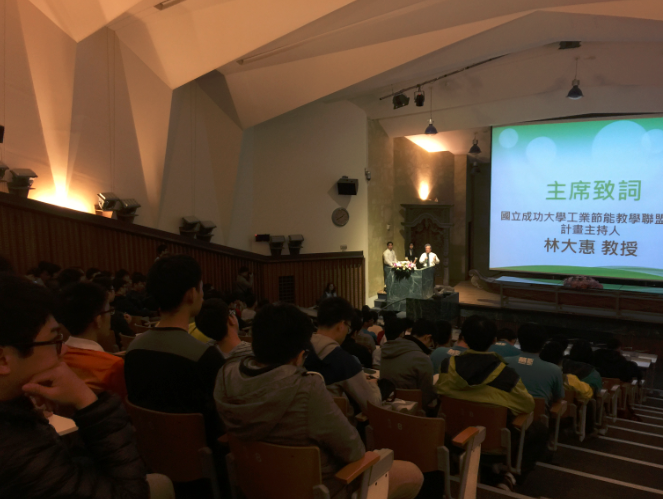 主席致詞
國立成功大學工業節能教學聯盟
計畫主持人
林大惠 教授